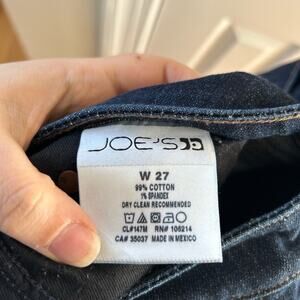 JOE'S
W 27
99% COTTON
1% SPANDEX
DRY CLEAN RECOMMENDED
CL#147M RN# 106214
CA# 35037 MADE IN MEXICO